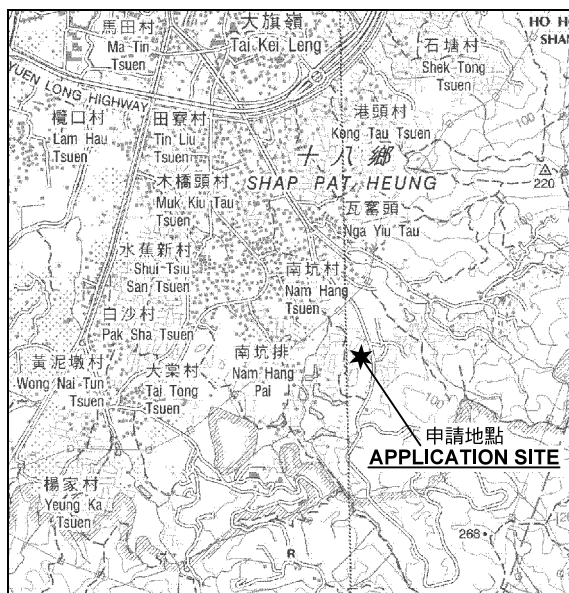 馬田村
Ma Tin
Tsuen
大旗嶺
Tai Kei Leng
石塘村
Shek Tong
Tsuen
YUEN LONG HIGHWAY
欖口村
Lam Hau
Tsuen
田寮村
Tin Liu
Tsuen
港頭村
Kong Tau Tsuen
十八鄉
SHAP PAT HEUNG
220
木橋頭村
Muk Kiu Tau
Tsuen
瓦窰頭
Nga Yiu Tau
水蕉新村
Shui Tsiu
San Tsuen
南坑村
Nam Hang
Tsuen
白沙村
Pak Sha Tsuen
黃泥墩村
Wong Nai Tun
Tsuen
大棠村
Tai Tong
Tsuen
南坑排
Nam Hang
Pai
100
100
申請地點
APPLICATION SITE
楊家村
Yeung Ka
Tsuen
268
R